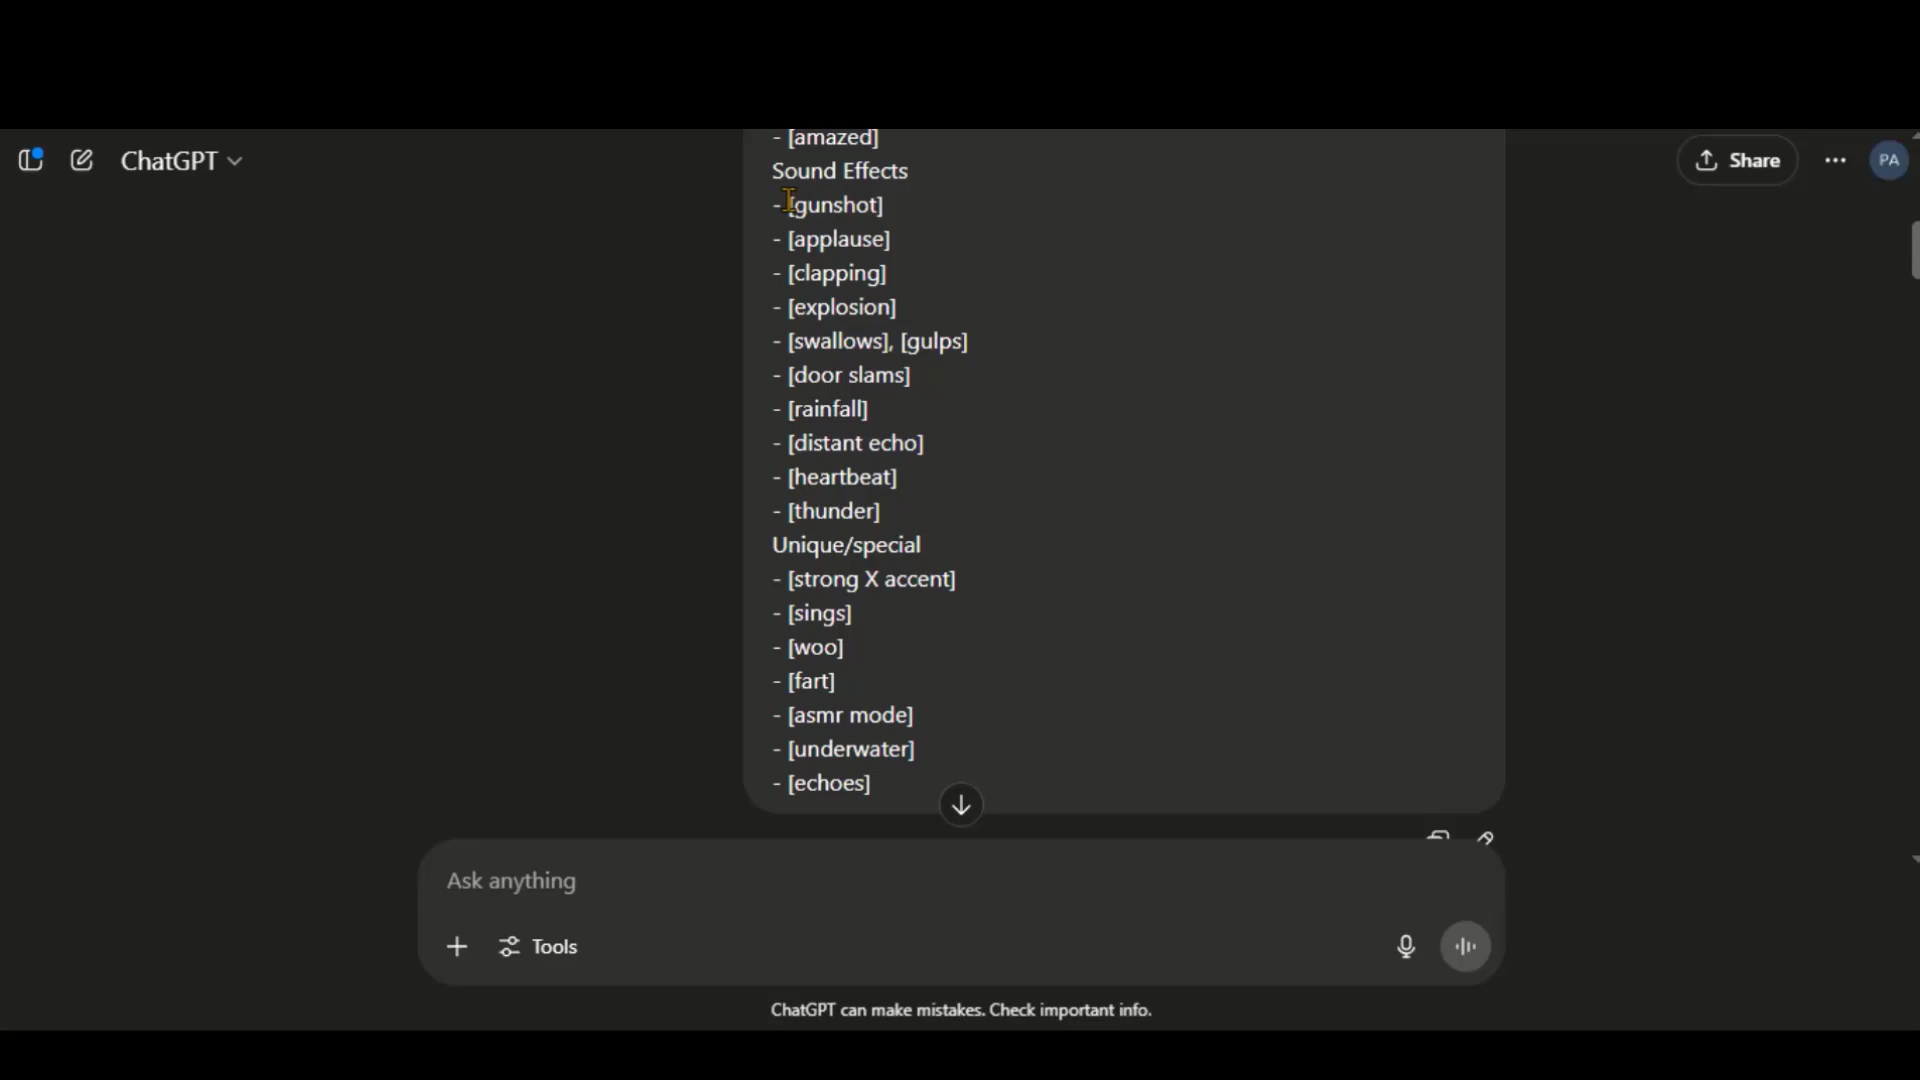 - [amazed]
ChatGPT
Share
PA
Sound Effects
- [gunshot]
- [applause]
- [clapping]
- [explosion]
- [swallows], [gulps]
- [door slams]
- [rainfall]
- [distant echo]
- [heartbeat]
- [thunder]
Unique/special
- [strong X accent]
- [sings]
- [woo]
- [fart]
- [asmr mode]
- [underwater]
- [echoes]
Ask anything
Tools
ChatGPT can make mistakes. Check important info.